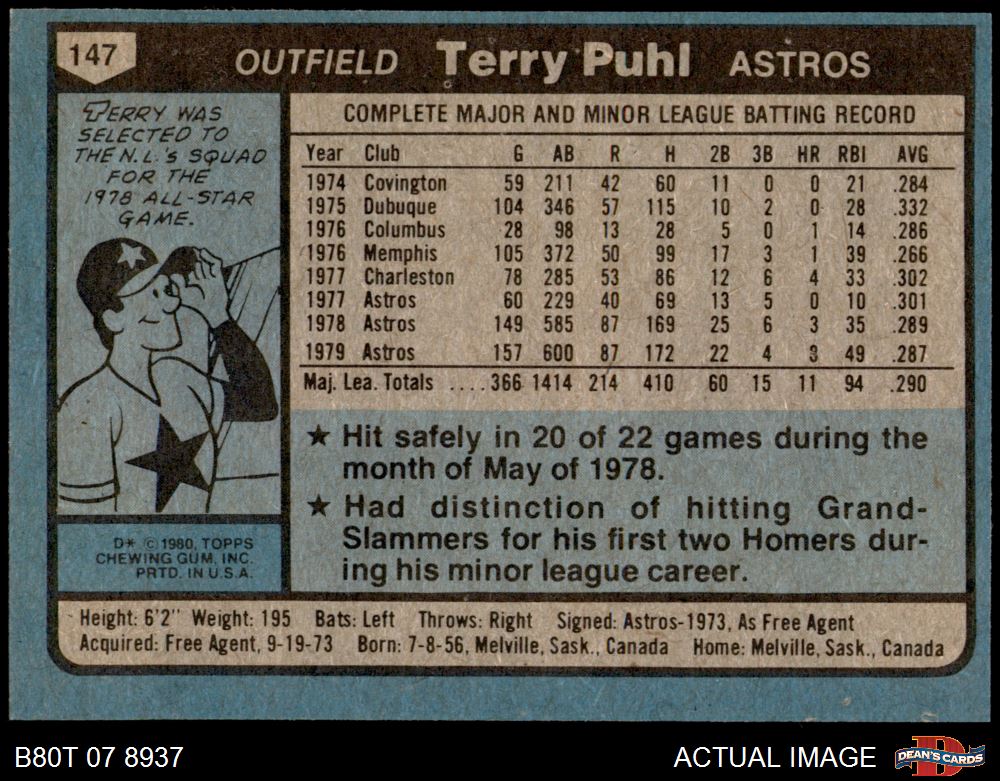 147
OUTFIELD Terry Puhl ASTROS
TERRY WAS
SELECTED TO
THE N.L.'S SQUAD
FOR THE
1978 ALL-STAR
GAME.
D* © 1980, TOPPS
CHEWING GUM, INC.
PRTD. IN U.S.A.
COMPLETE MAJOR AND MINOR LEAGUE BATTING RECORD
Year Club G AB R H 2B 3B HR RBI AVG
1974 Covington 59 211 42 60 11 0 0 21 .284
1975 Dubuque 104 346 57 115 10 2 0 28 .332
1976 Columbus 28 98 13 28 5 0 1 14 .286
1976 Memphis 105 372 50 99 17 3 1 39 .266
1977 Charleston 78 285 53 86 12 6 4 33 .302
1977 Astros 60 229 40 69 13 5 0 10 .301
1978 Astros 149 585 87 169 25 6 3 35 .289
1979 Astros 157 600 87 172 22 4 3 49 .287
Maj. Lea. Totals ....366 1414 214 410 60 15 11 94 .290
★ Hit safely in 20 of 22 games during the
month of May of 1978.
★ Had distinction of hitting Grand-
Slammers for his first two Homers dur-
ing his minor league career.
Height: 6'2" Weight: 195 Bats: Left Throws: Right Signed: Astros-1973, As Free Agent
Acquired: Free Agent, 9-19-73 Born: 7-8-56, Melville, Sask., Canada Home: Melville, Sask., Canada
B80T 07 8937
ACTUAL IMAGE
D
DEAN'S CARDS